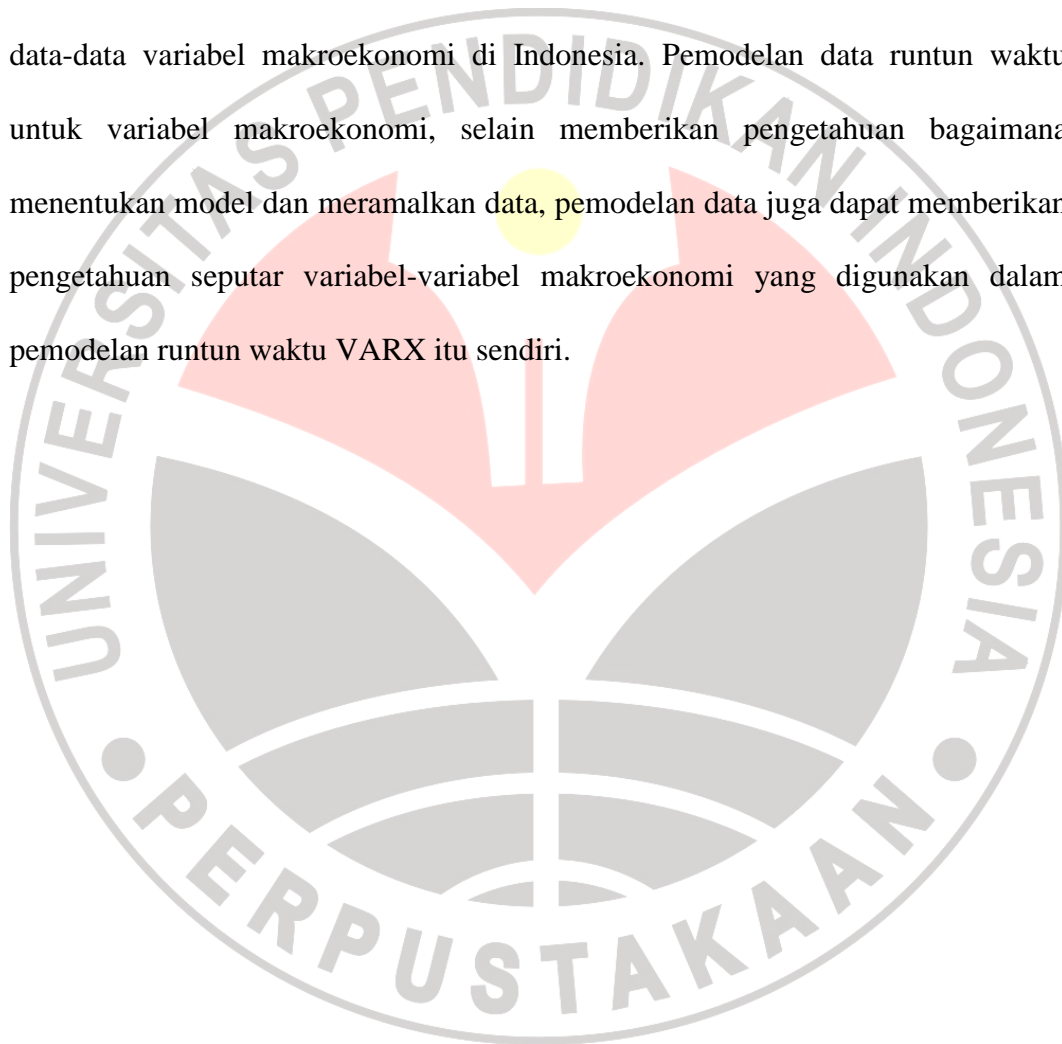 data-data variabel makroekonomi di Indonesia. Pemodelan data runtun waktu
untuk variabel makroekonomi, selain memberikan pengetahuan bagaimana
menentukan model dan meramalkan data, pemodelan data juga dapat memberikan
pengetahuan seputar variabel-variabel makroekonomi yang digunakan dalam
pemodelan runtun waktu VARX itu sendiri.
UNIVERSITAS PENDIDIKAN INDONESIA
PERPUSTAKAAN